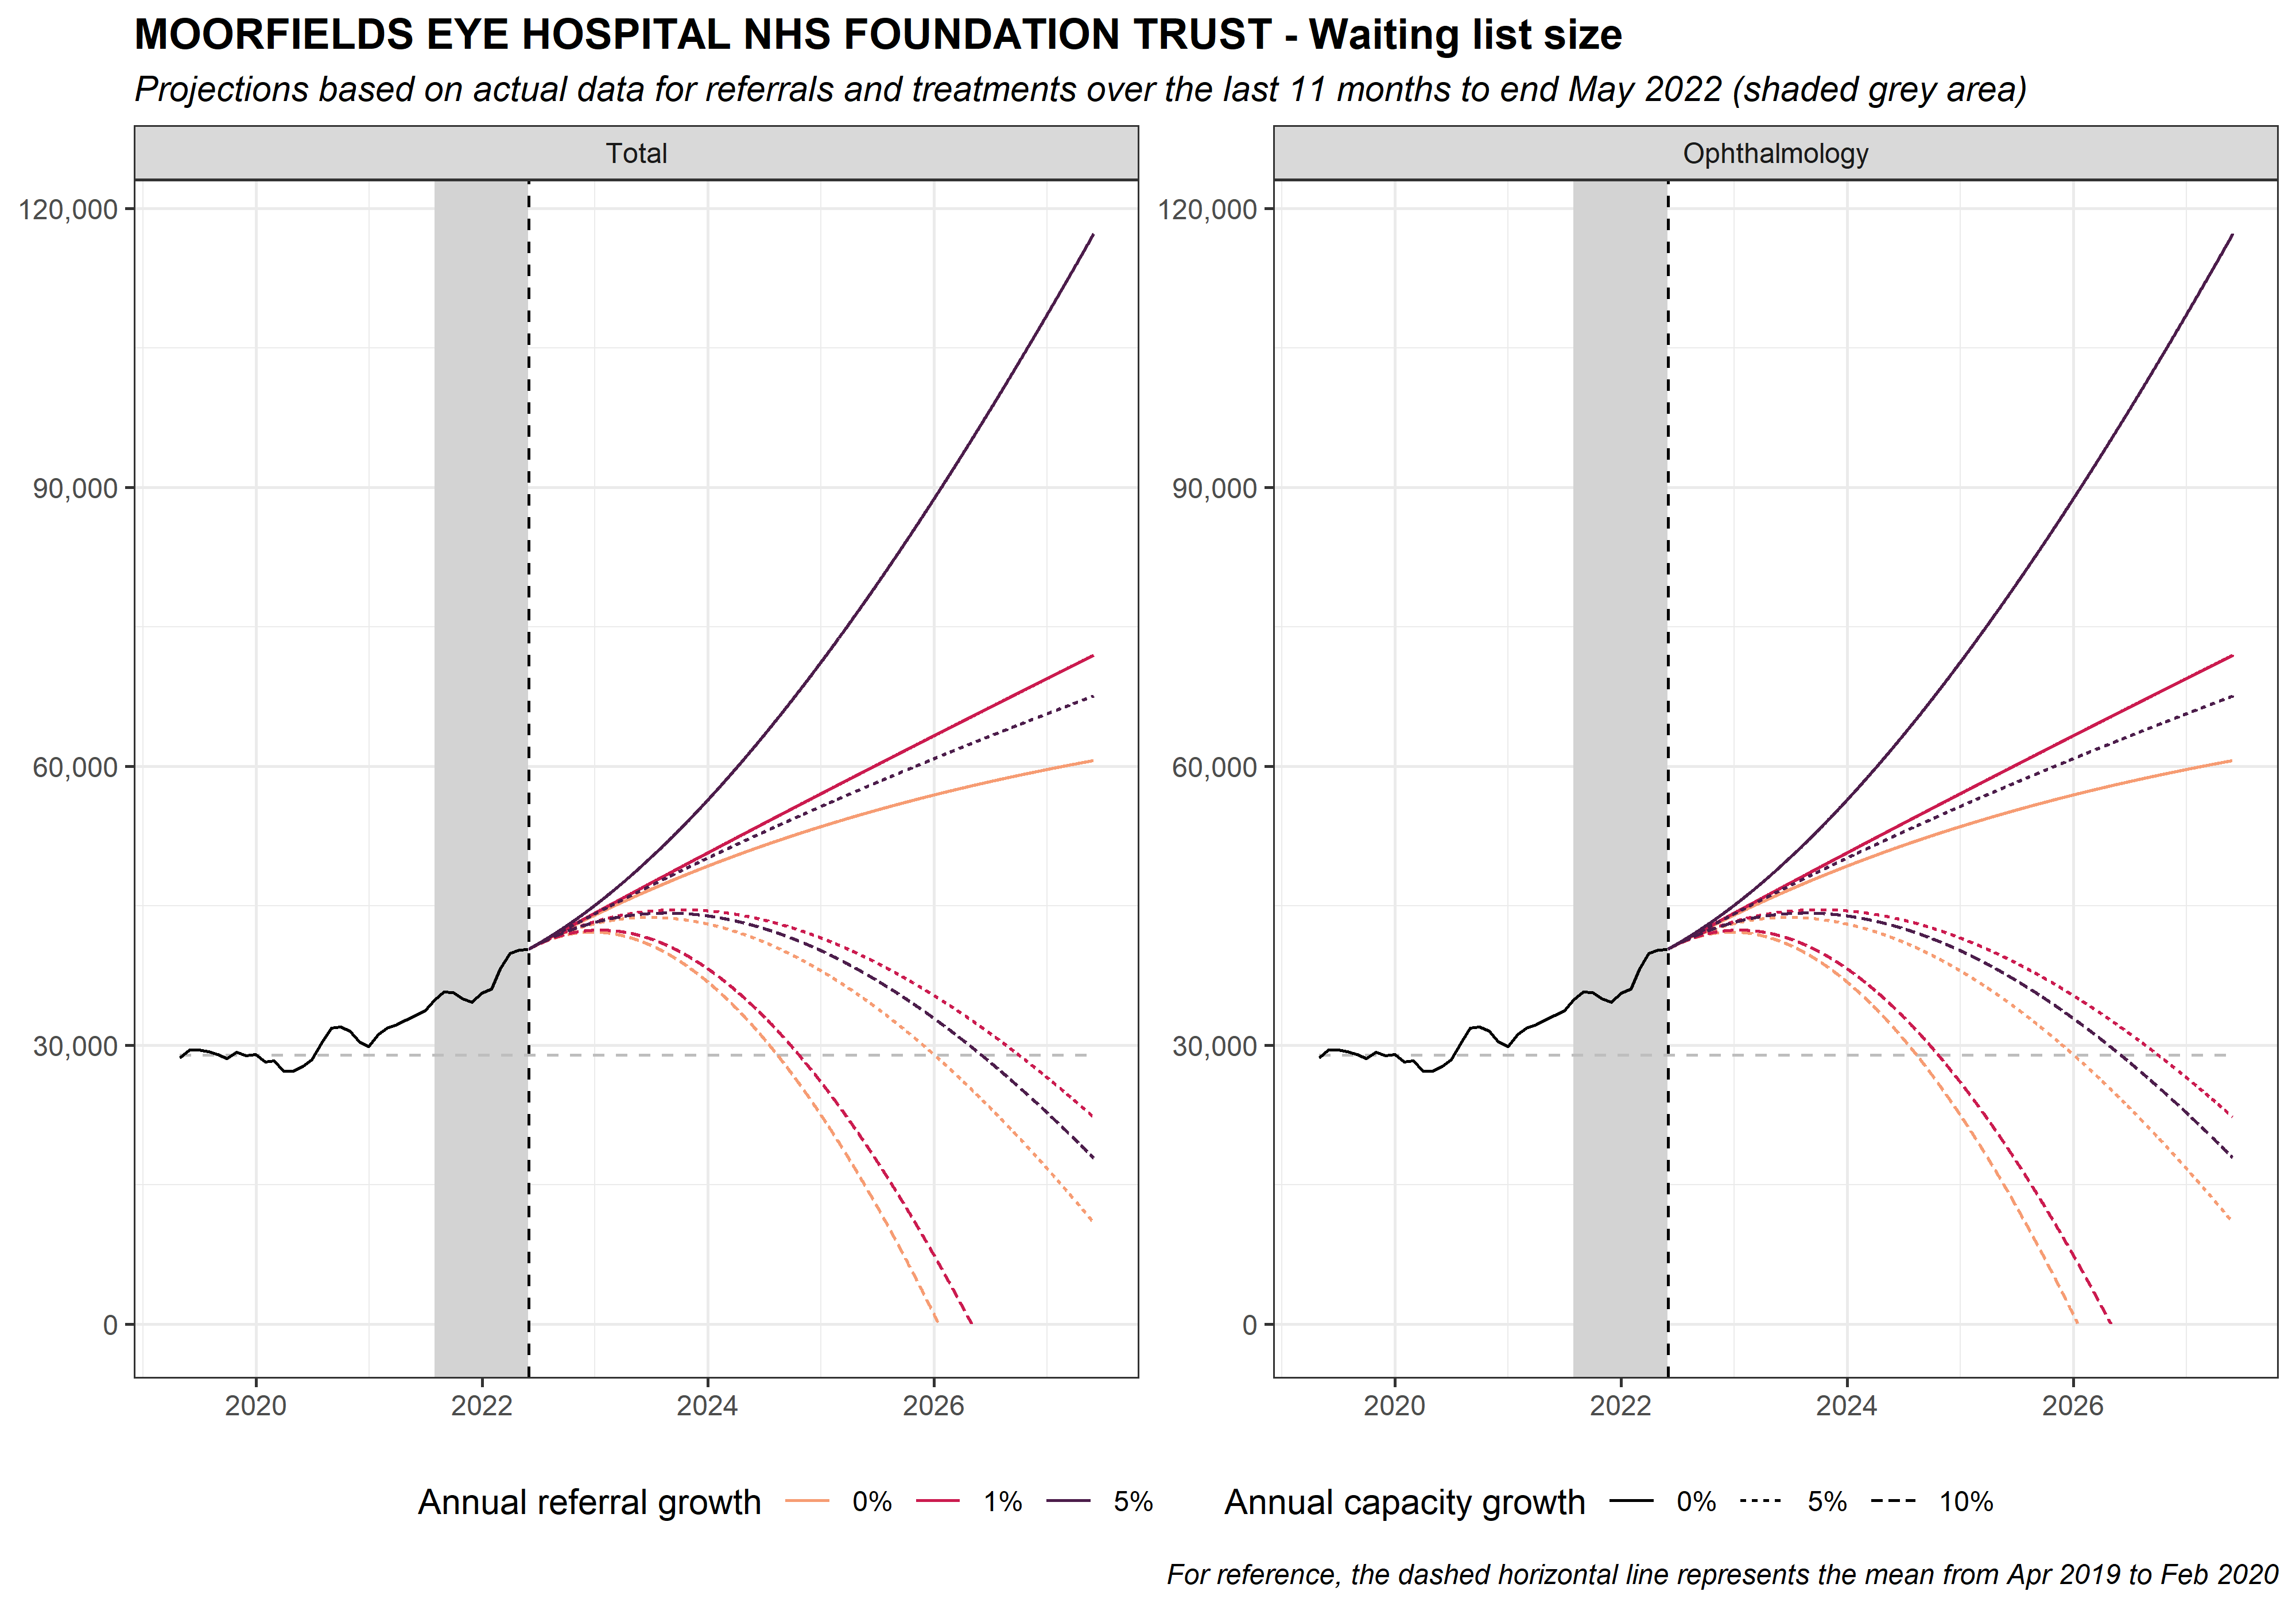 MOORFIELDS EYE HOSPITAL NHS FOUNDATION TRUST - Waiting list size
Projections based on actual data for referrals and treatments over the last 11 months to end May 2022 (shaded grey area)
Total
Ophthalmology
120,000
90,000
60,000
30,000
0
120,000
90,000
60,000
30,000
0
2020 2022 2024 2026
2020 2022 2024 2026
Annual referral growth 0% 1% 5%
Annual capacity growth 0% 5% 10%
For reference, the dashed horizontal line represents the mean from Apr 2019 to Feb 2020